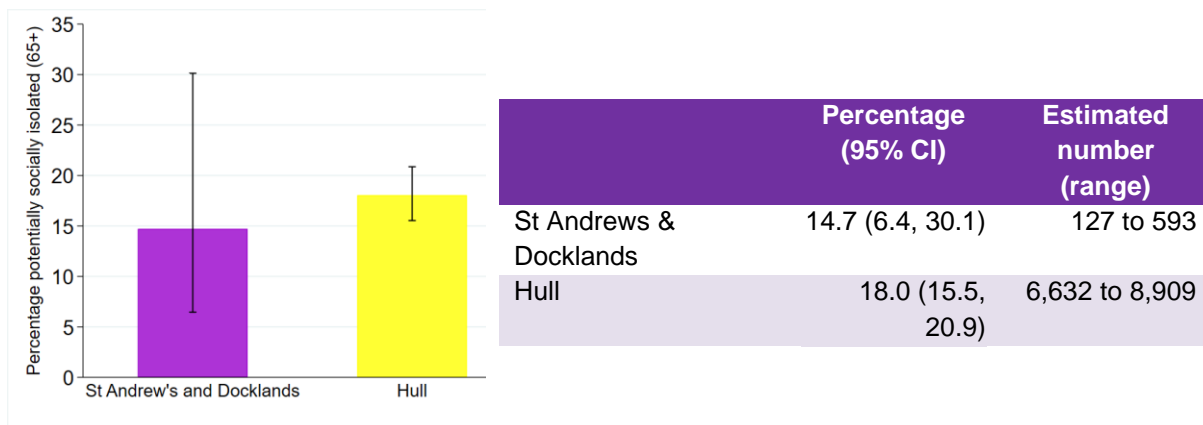 Percentage potentially socially isolated (65+)
35
30
25
20
15
10
5
0
St Andrew's and Docklands
Hull
Percentage
(95% CI)
Estimated
number
(range)
St Andrews &
Docklands
14.7 (6.4, 30.1)
127 to 593
Hull
18.0 (15.5,
20.9)
6,632 to 8,909